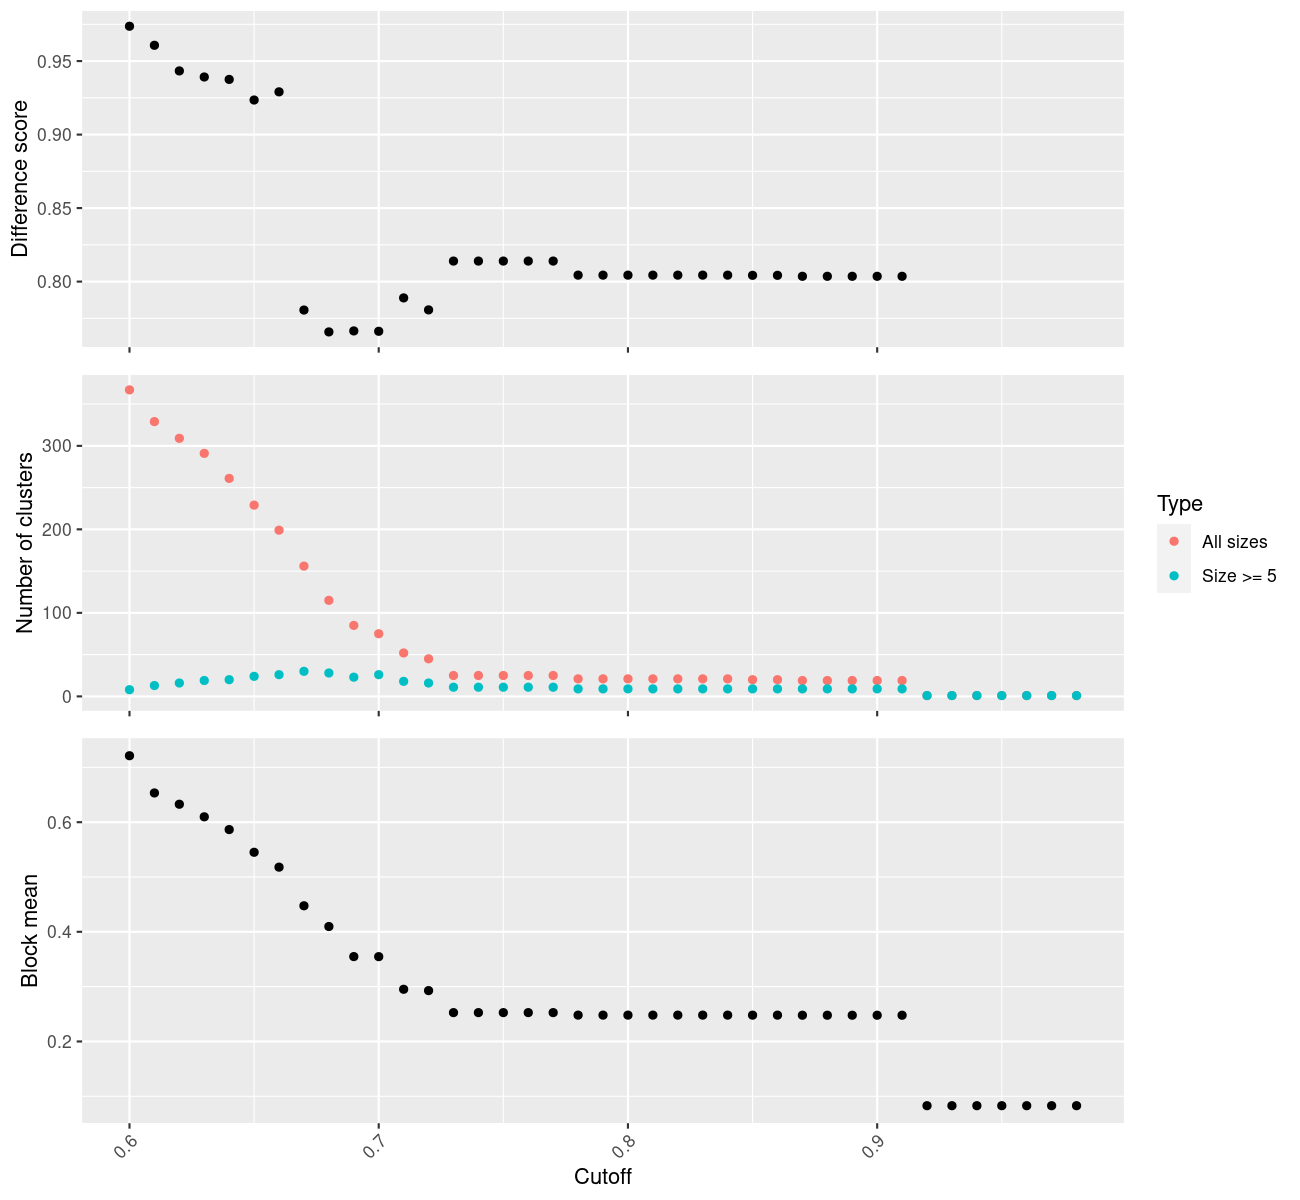 Difference score
0.95
0.90
0.85
0.80
Number of clusters
300
200
100
0
Type
All sizes
Size >= 5
Block mean
0.6
0.4
0.2
0.6
0.7
0.8
0.9
Cutoff